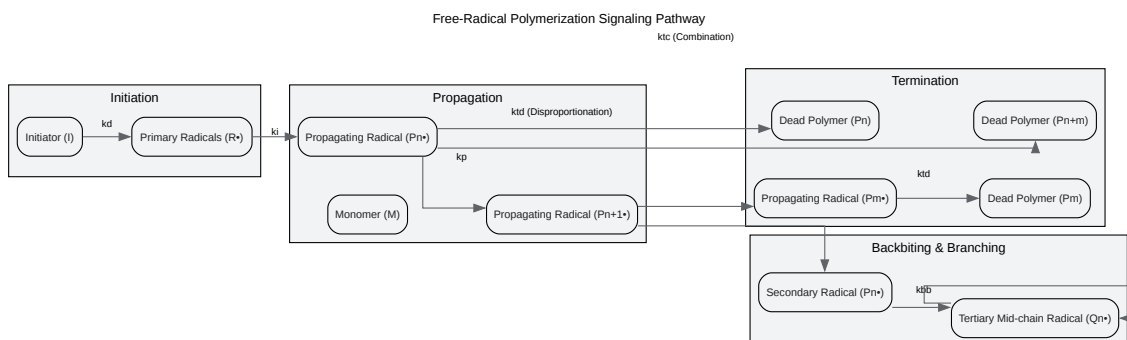 Free-Radical Polymerization Signaling Pathway
ktc (Combination)
Initiation
Initiator (I)
kd
Primary Radicals (R•)
ki
Propagation
ktd (Disproportionation)
Propagating Radical (Pn•)
kp
Monomer (M)
Propagating Radical (Pn+1•)
Termination
Dead Polymer (Pn)
Dead Polymer (Pn+m)
ktd
Propagating Radical (Pm•)
Dead Polymer (Pm)
Backbiting & Branching
Secondary Radical (Pn•)
kbb
Tertiary Mid-chain Radical (Qn•)